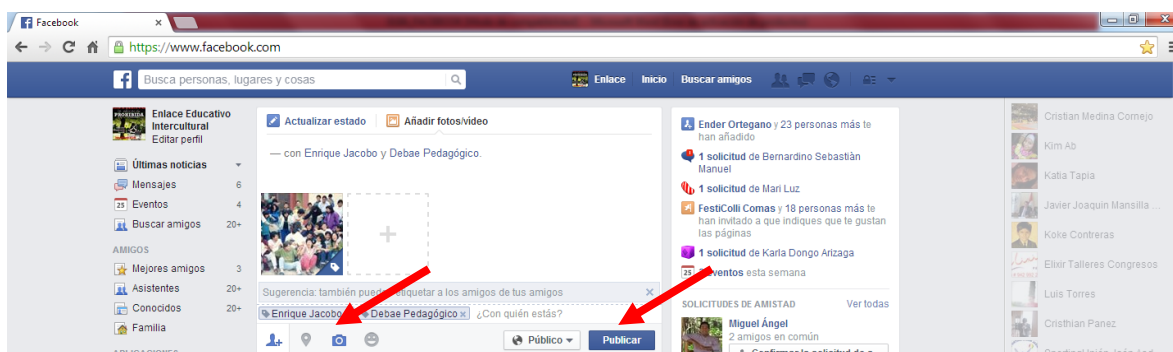 Facebook
https://www.facebook.com
Busca personas, lugares y cosas
Enlace
Inicio
Buscar amigos
Enlace Educativo
Intercultural
Editar perfil
Últimas noticias
Mensajes 6
25 Eventos 4
Buscar amigos 20+
AMIGOS
Mejores amigos 3
Asistentes 20+
Conocidos 20+
Familia
Actualizar estado
Añadir fotos/video
— con Enrique Jacobo y Debae Pedagógico.
Sugerencia: también puedes etiquetar a los amigos de tus amigos
Enrique Jacobo
Debae Pedagógico
¿Con quién estás?
Público
Publicar
Ender Ortegano y 23 personas más te
han añadido
1 solicitud de Bernardino Sebastiàn
Manuel
1 solicitud de Mari Luz
FestiColli Comas y 18 personas más te
han invitado a que indiques que te gustan
las páginas
1 solicitud de Karla Dongo Arizaga
25 eventos esta semana
SOLICITUDES DE AMISTAD Ver todas
Miguel Ángel
2 amigos en común
Cristian Medina Cornejo
Kim Ab
Katia Tapia
Javier Joaquin Mansilla ...
Koke Contreras
Elixir Talleres Congresos
Luis Torres
Cristhian Panez